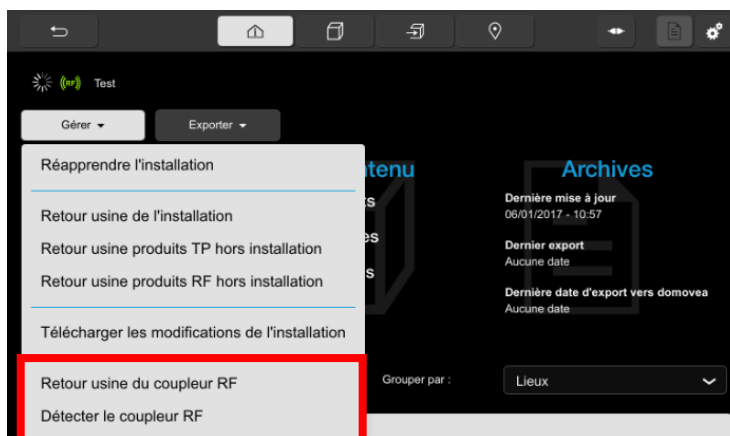 ((RF)) Test
Gérer Exporter
Réapprendre l'installation
Retour usine de l'installation
Retour usine produits TP hors installation
Retour usine produits RF hors installation
Télécharger les modifications de l'installation
Retour usine du coupleur RF
Détecter le coupleur RF
tenu
s
es
s
Archives
Dernière mise à jour
06/01/2017 - 10:57
Dernier export
Aucune date
Dernière date d'export vers domovea
Aucune date
Grouper par : Lieux